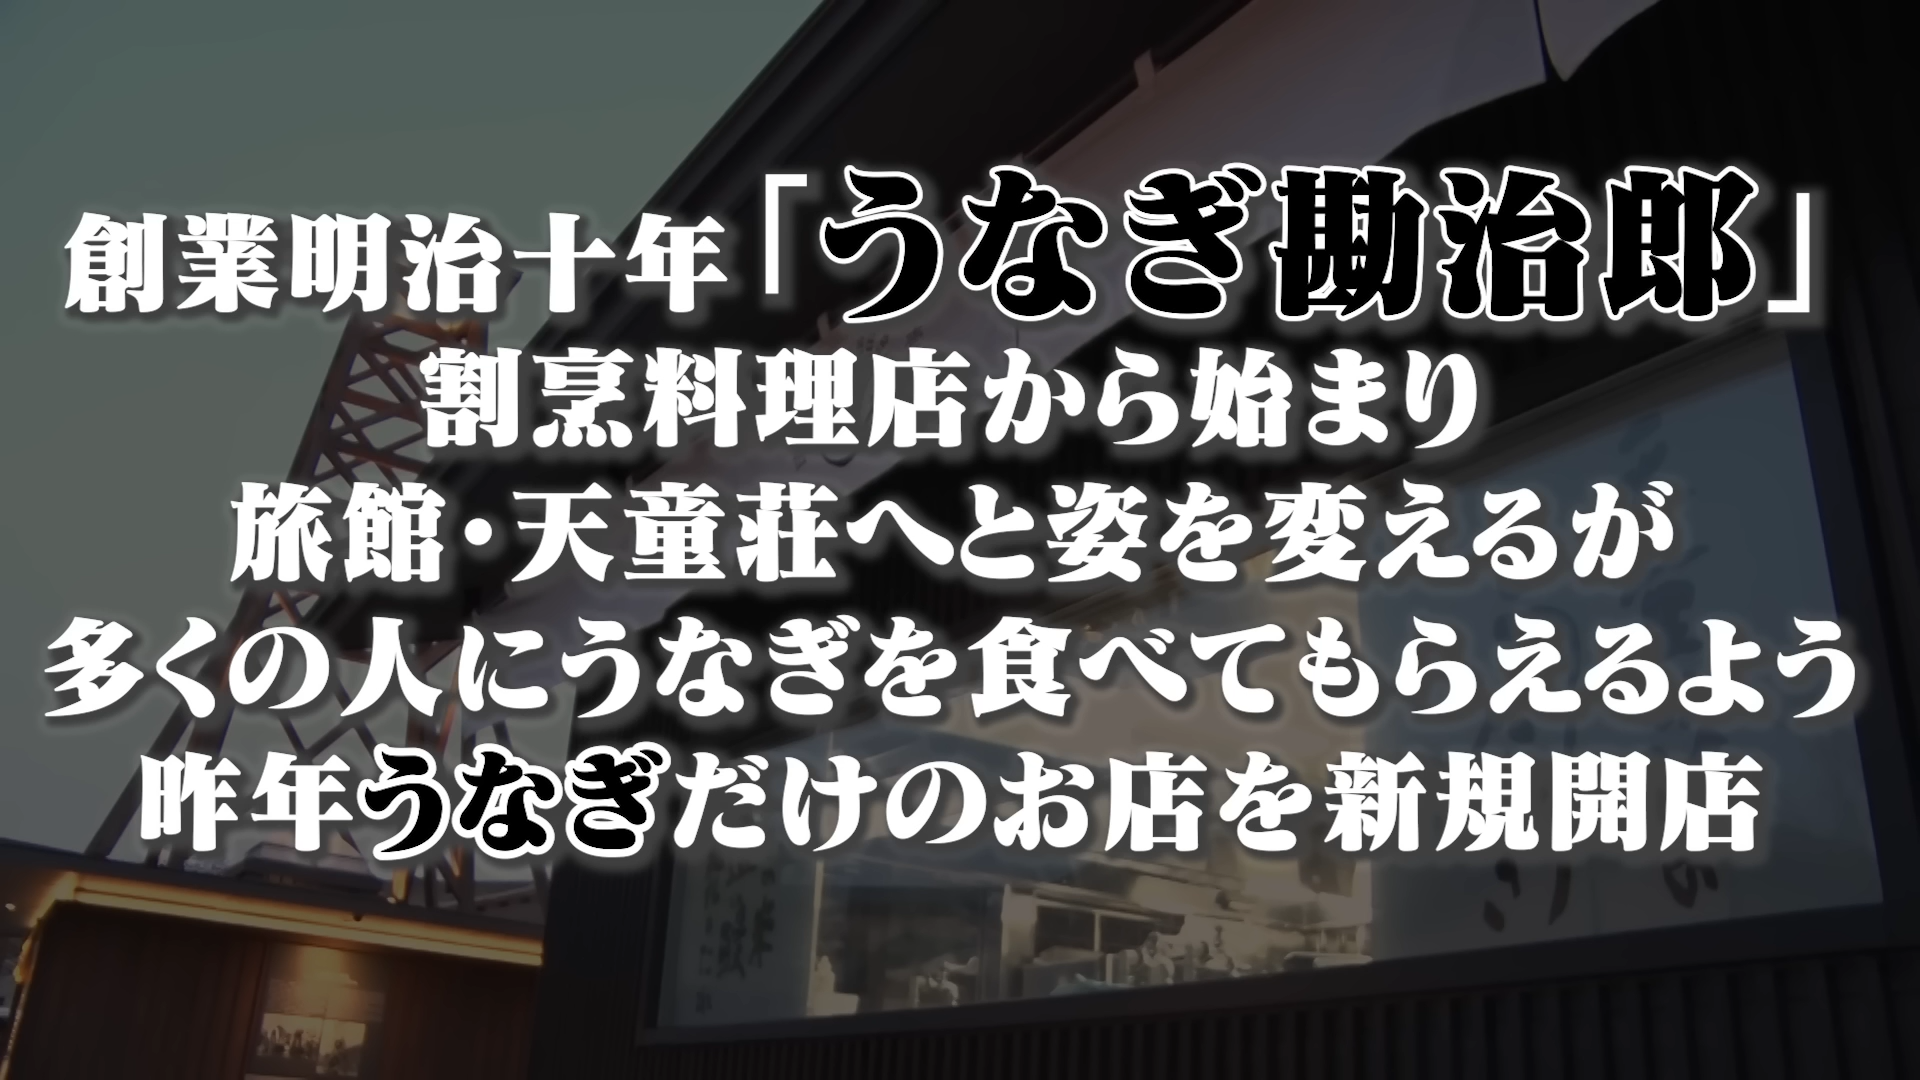 創業明治十年「うなぎ勘治郎」
割烹料理店から始まり
旅館・天童荘へと姿を変えるが
多くの人にうなぎを食べてもらえるよう
昨年うなぎだけのお店を新規開店